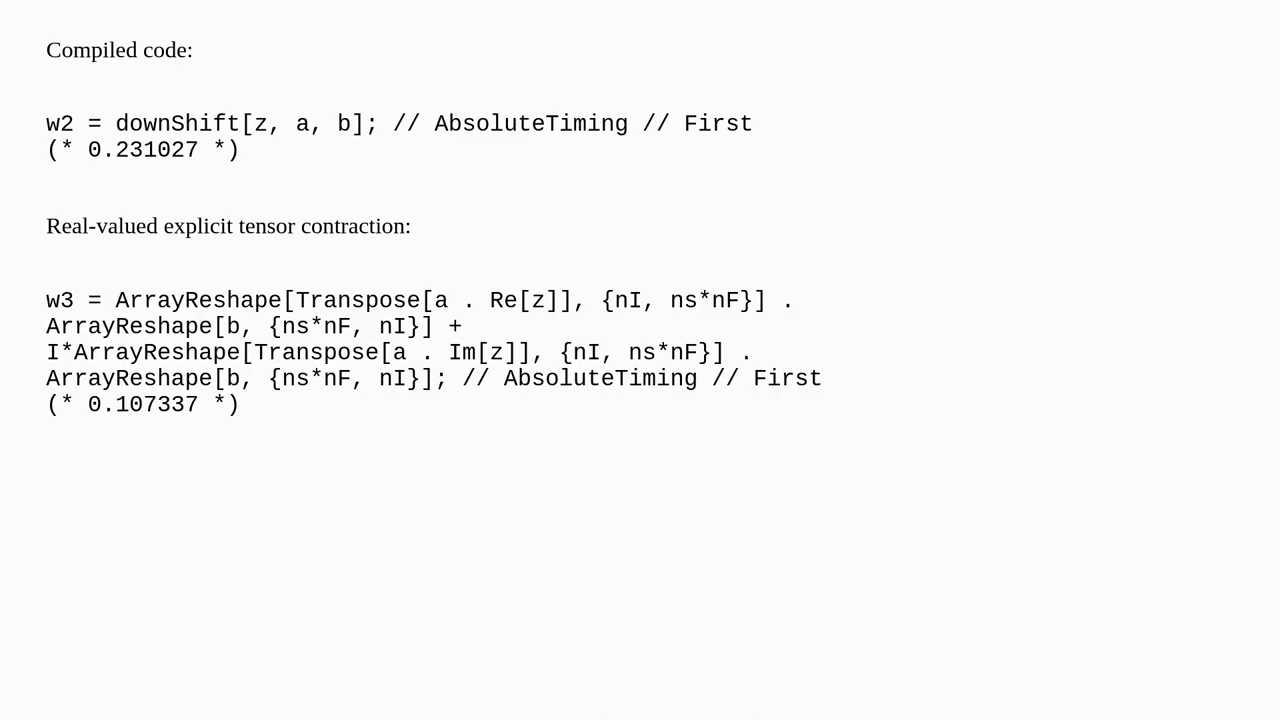 Compiled code:
w2 = downShift[z, a, b]; // AbsoluteTiming // First
(* 0.231027 *)
Real-valued explicit tensor contraction:
w3 = ArrayReshape[Transpose[a . Re[z]], {nI, ns*nF}] .
ArrayReshape[b, {ns*nF, nI}] +
I*ArrayReshape[Transpose[a . Im[z]], {nI, ns*nF}] .
ArrayReshape[b, {ns*nF, nI}]; // AbsoluteTiming // First
(* 0.107337 *)